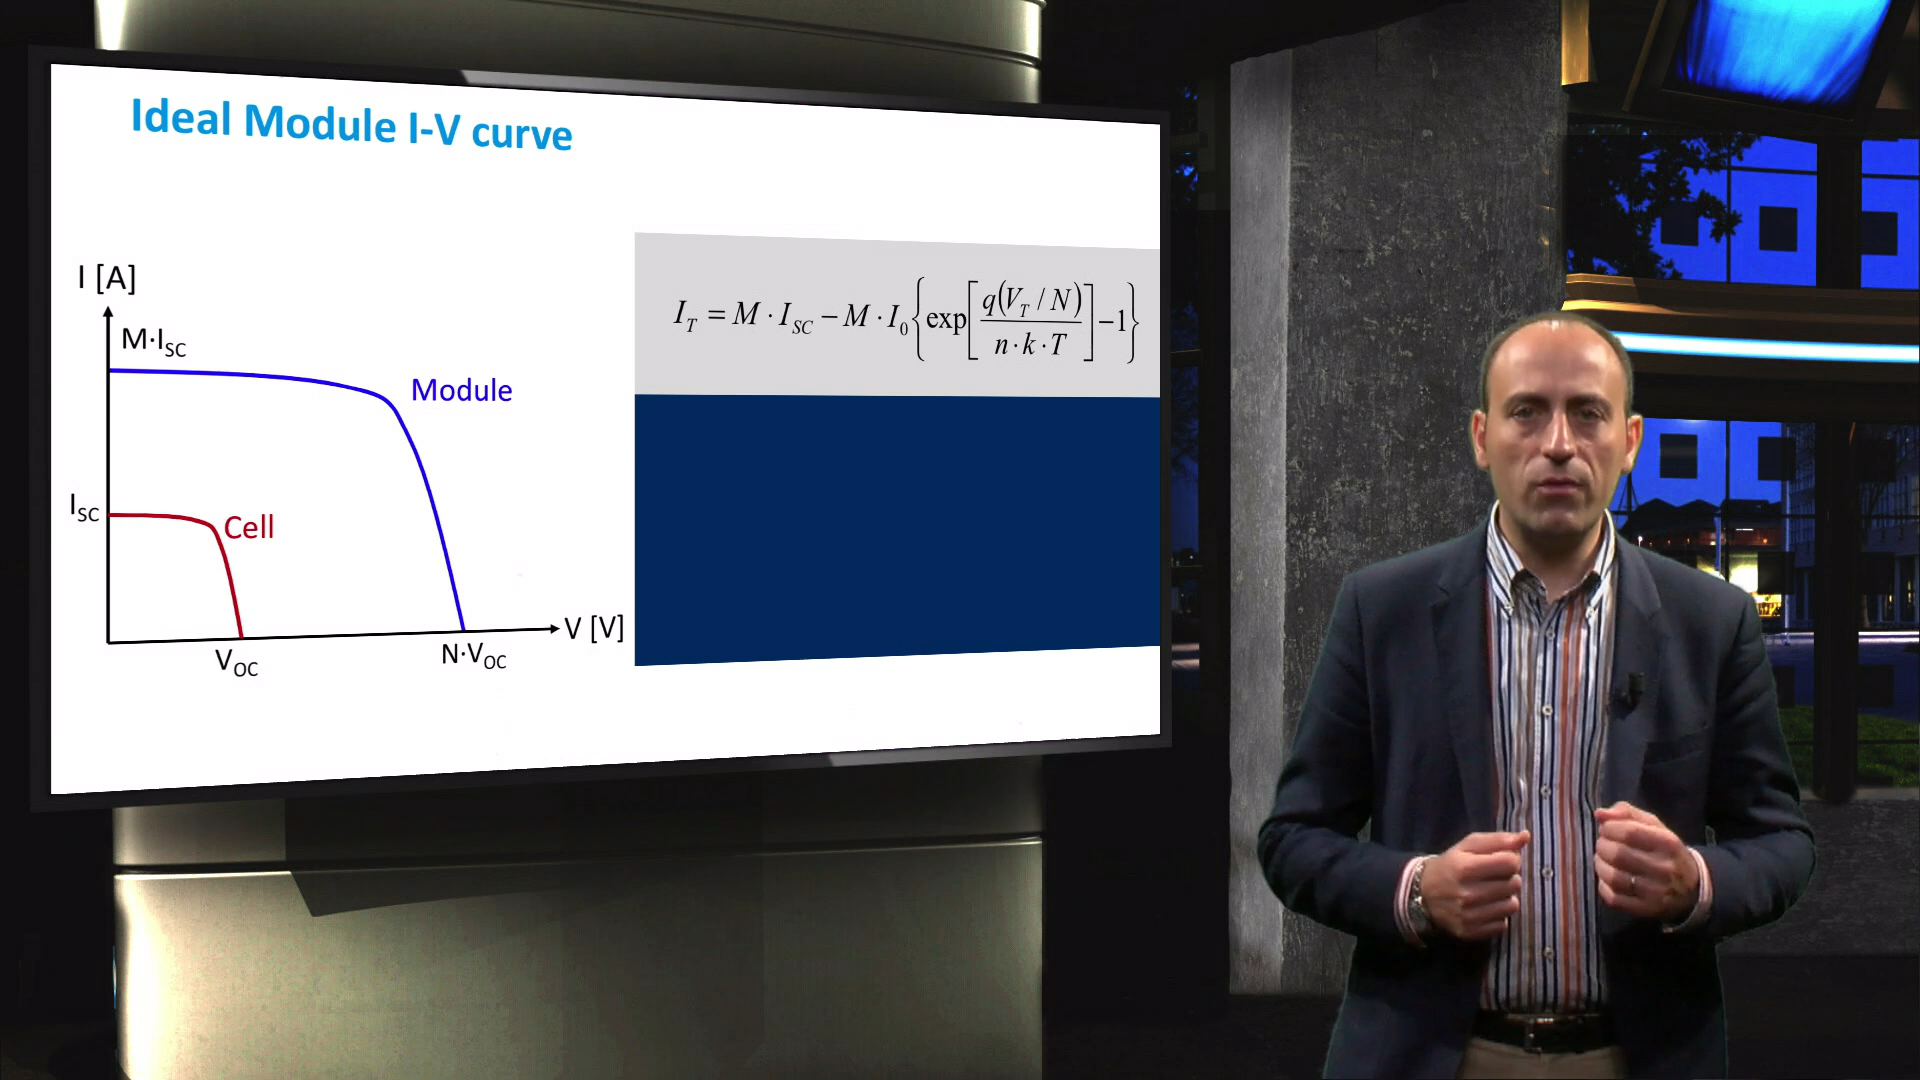 Ideal Module I-V curve
I [A]
M·I_SC
Module
I_SC
Cell
V [V]
V_OC
N·V_OC
I_T = M · I_SC − M · I_0 { exp [ q(V_T / N) / n · k · T ] − 1 }